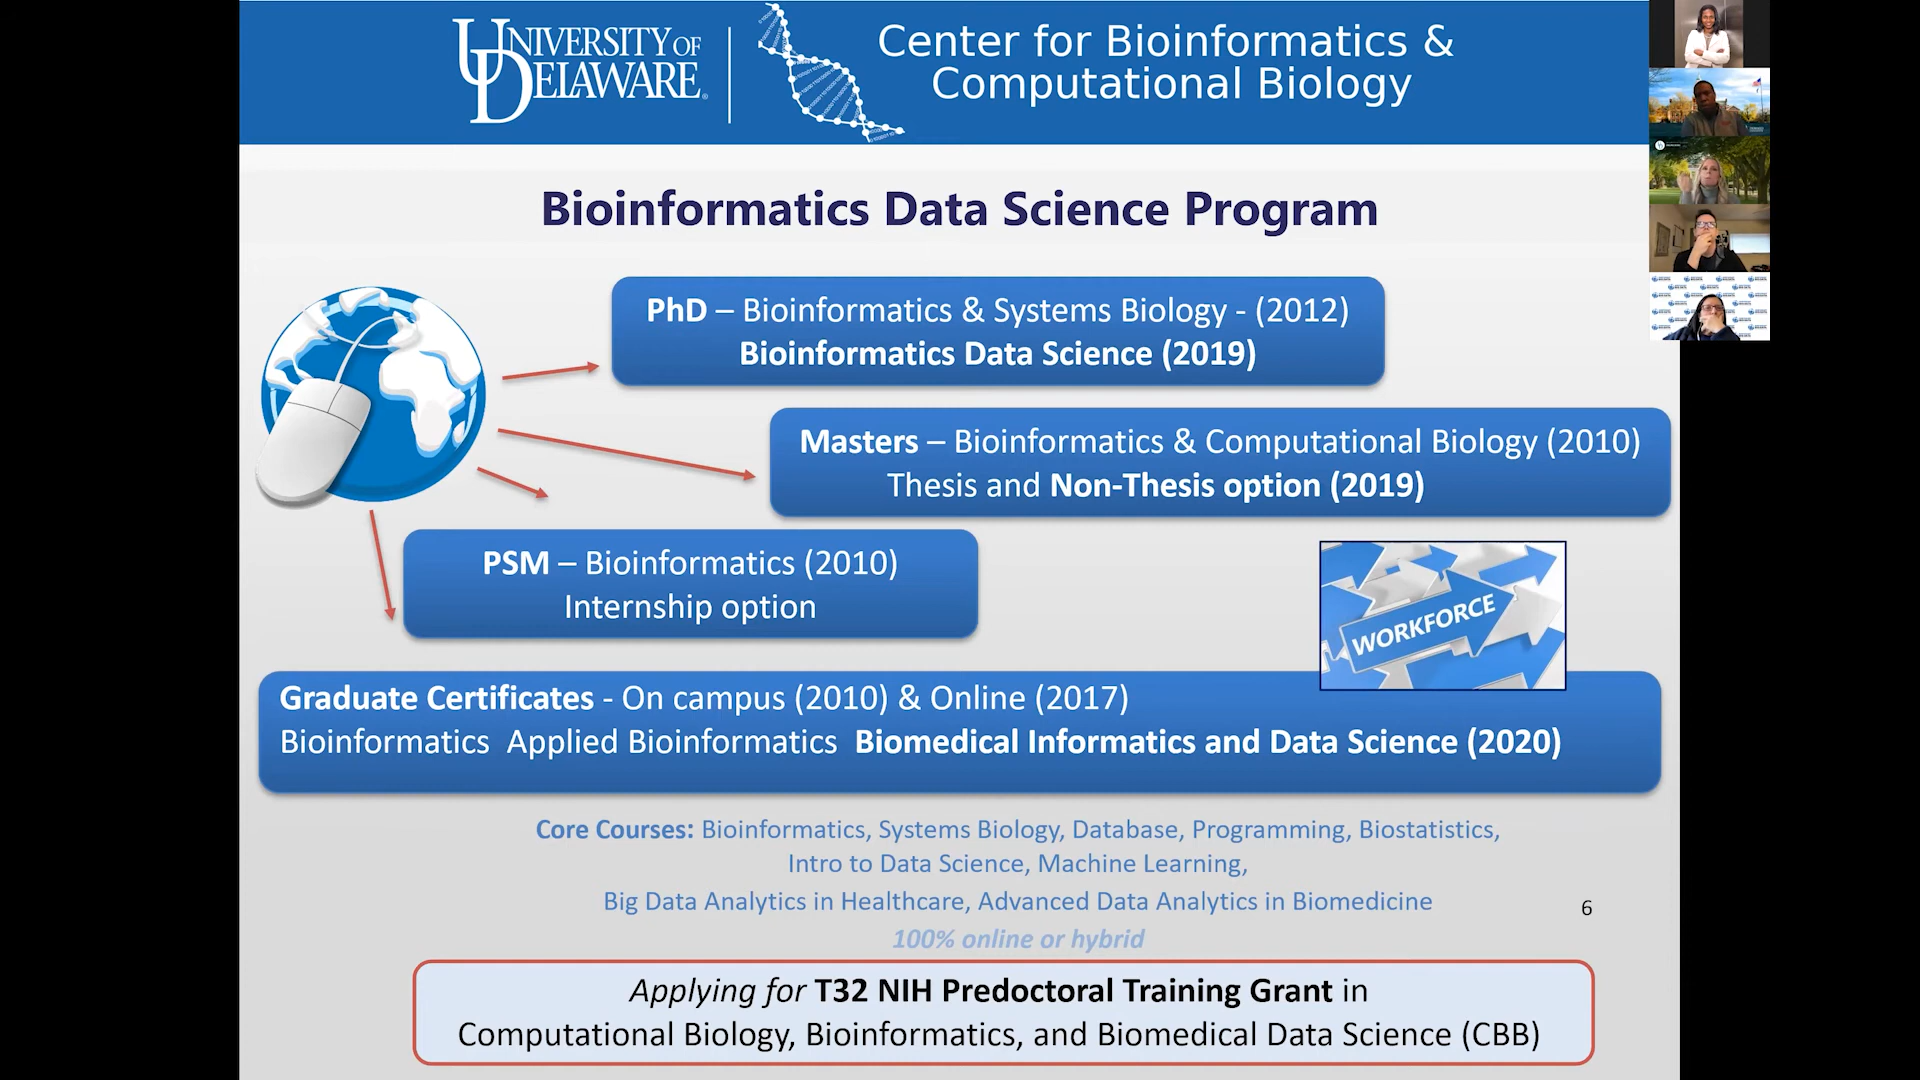 UNIVERSITY OF
DELAWARE
Center for Bioinformatics &
Computational Biology
Bioinformatics Data Science Program
PhD – Bioinformatics & Systems Biology - (2012)
Bioinformatics Data Science (2019)
Masters – Bioinformatics & Computational Biology (2010)
Thesis and Non-Thesis option (2019)
PSM – Bioinformatics (2010)
Internship option
WORKFORCE
Graduate Certificates - On campus (2010) & Online (2017)
Bioinformatics Applied Bioinformatics Biomedical Informatics and Data Science (2020)
Core Courses: Bioinformatics, Systems Biology, Database, Programming, Biostatistics,
Intro to Data Science, Machine Learning,
Big Data Analytics in Healthcare, Advanced Data Analytics in Biomedicine
6
100% online or hybrid
Applying for T32 NIH Predoctoral Training Grant in
Computational Biology, Bioinformatics, and Biomedical Data Science (CBB)